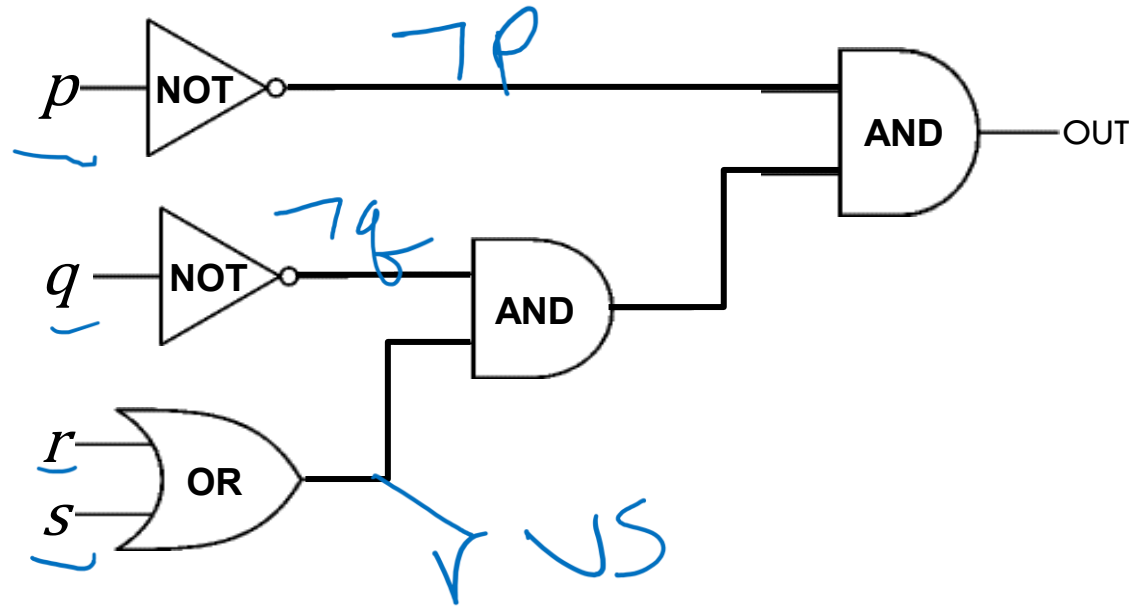 ¬p
p NOT
AND OUT
¬q
q NOT
AND
r
OR
s
r ∨ s